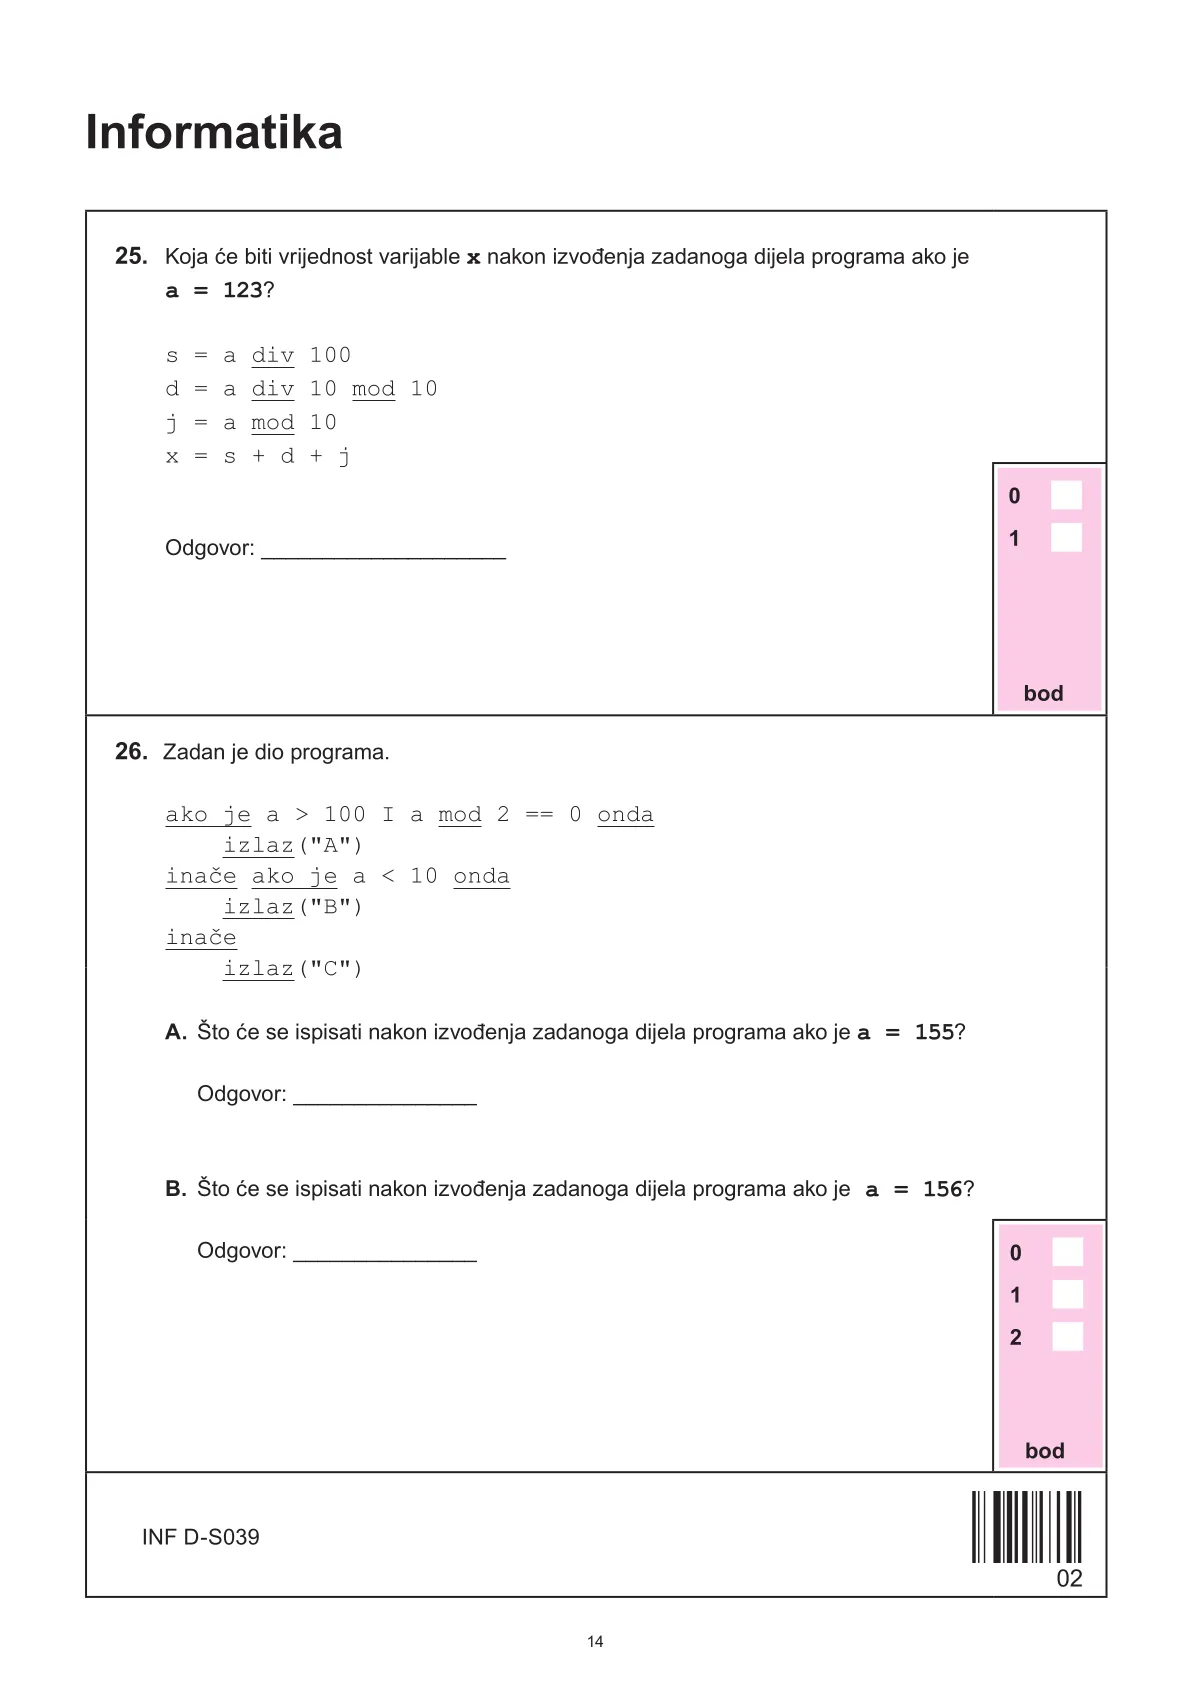 Informatika
25. Koja će biti vrijednost varijable x nakon izvođenja zadanoga dijela programa ako je
a = 123?
s = a div 100
d = a div 10 mod 10
j = a mod 10
x = s + d + j
0
1
Odgovor: ____________________
bod
26. Zadan je dio programa.
ako je a > 100 I a mod 2 == 0 onda
izlaz("A")
inače ako je a < 10 onda
izlaz("B")
inače
izlaz("C")
A. Što će se ispisati nakon izvođenja zadanoga dijela programa ako je a = 155?
Odgovor: _______________
B. Što će se ispisati nakon izvođenja zadanoga dijela programa ako je a = 156?
Odgovor: _______________
0
1
2
bod
INF D-S039
02
14